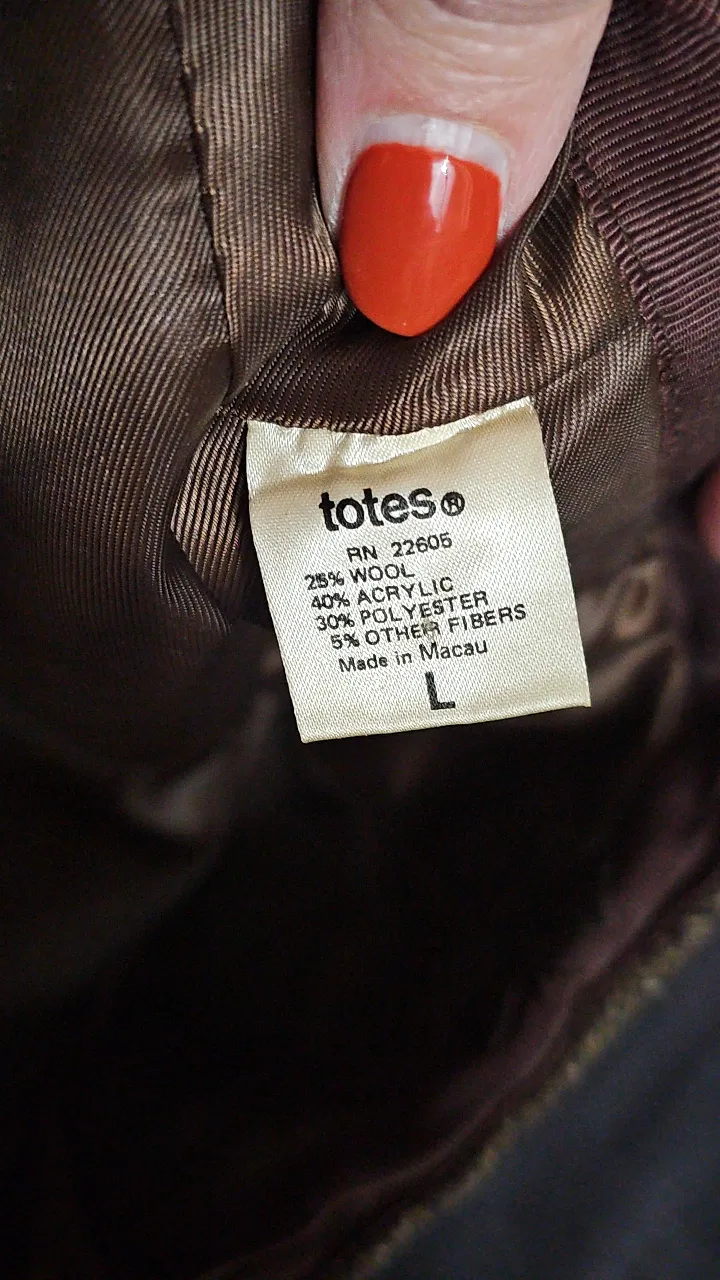 totes®
RN 22605
25% WOOL
40% ACRYLIC
30% POLYESTER
5% OTHER FIBERS
Made in Macau
L